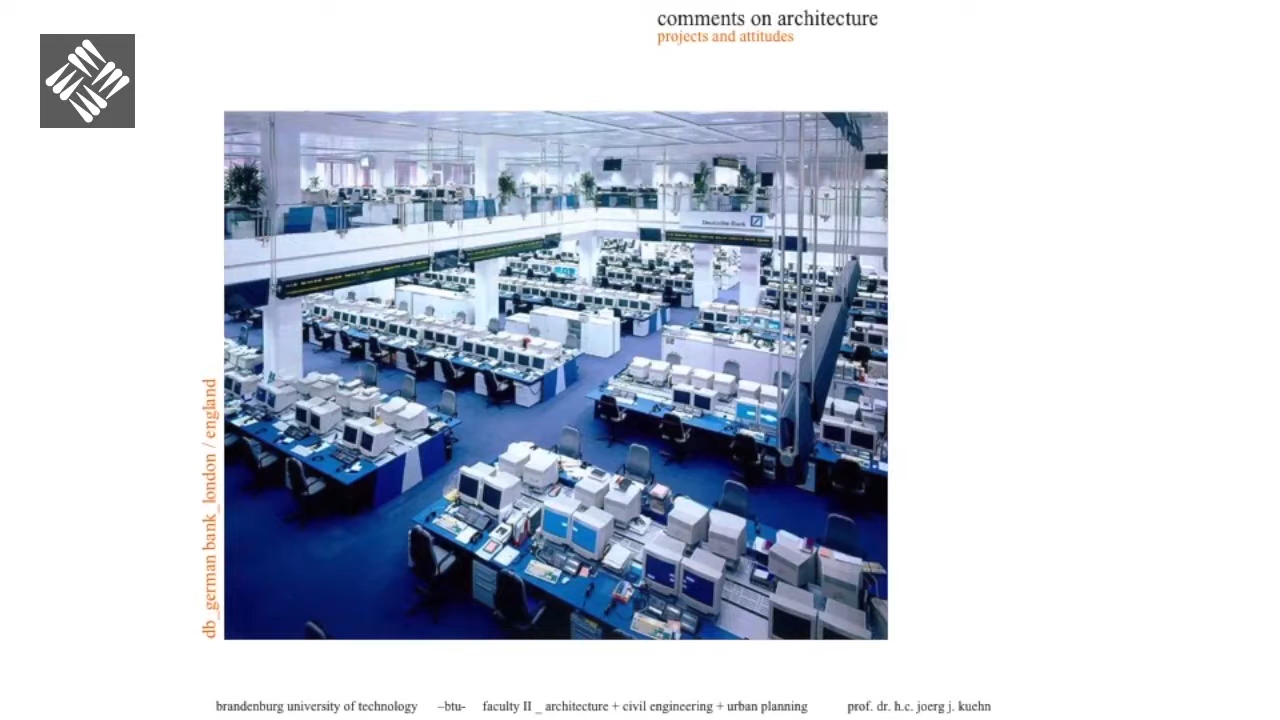 comments on architecture
projects and attitudes
Deutsche Bank
db_german bank_london / england
brandenburg university of technology –btu- faculty II _ architecture + civil engineering + urban planning prof. dr. h.c. joerg j. kuehn